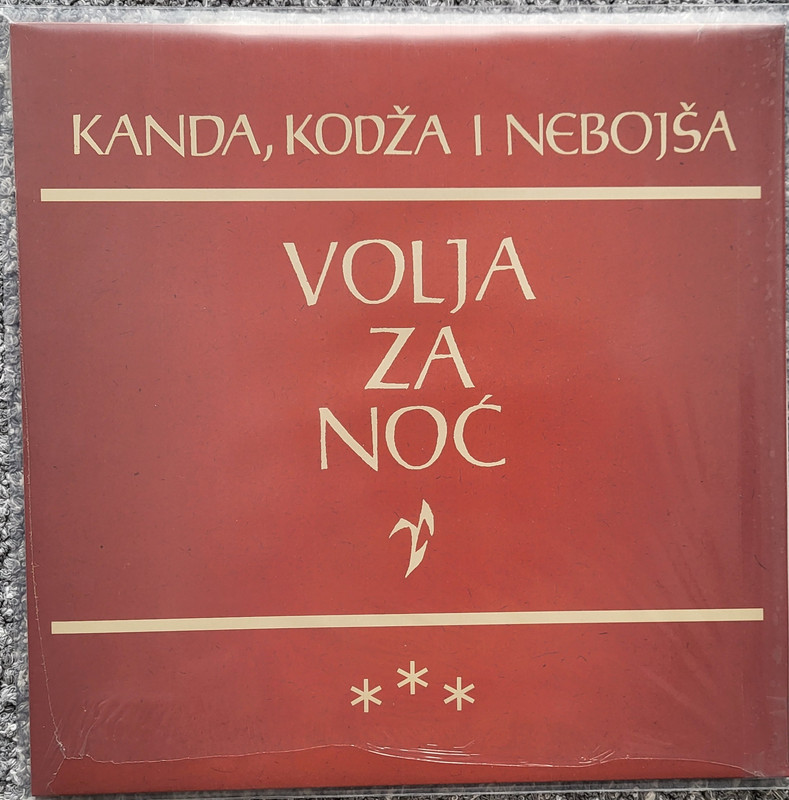 KANDA, KODŽA I NEBOJŠA
VOLJA
ZA
NOĆ
***